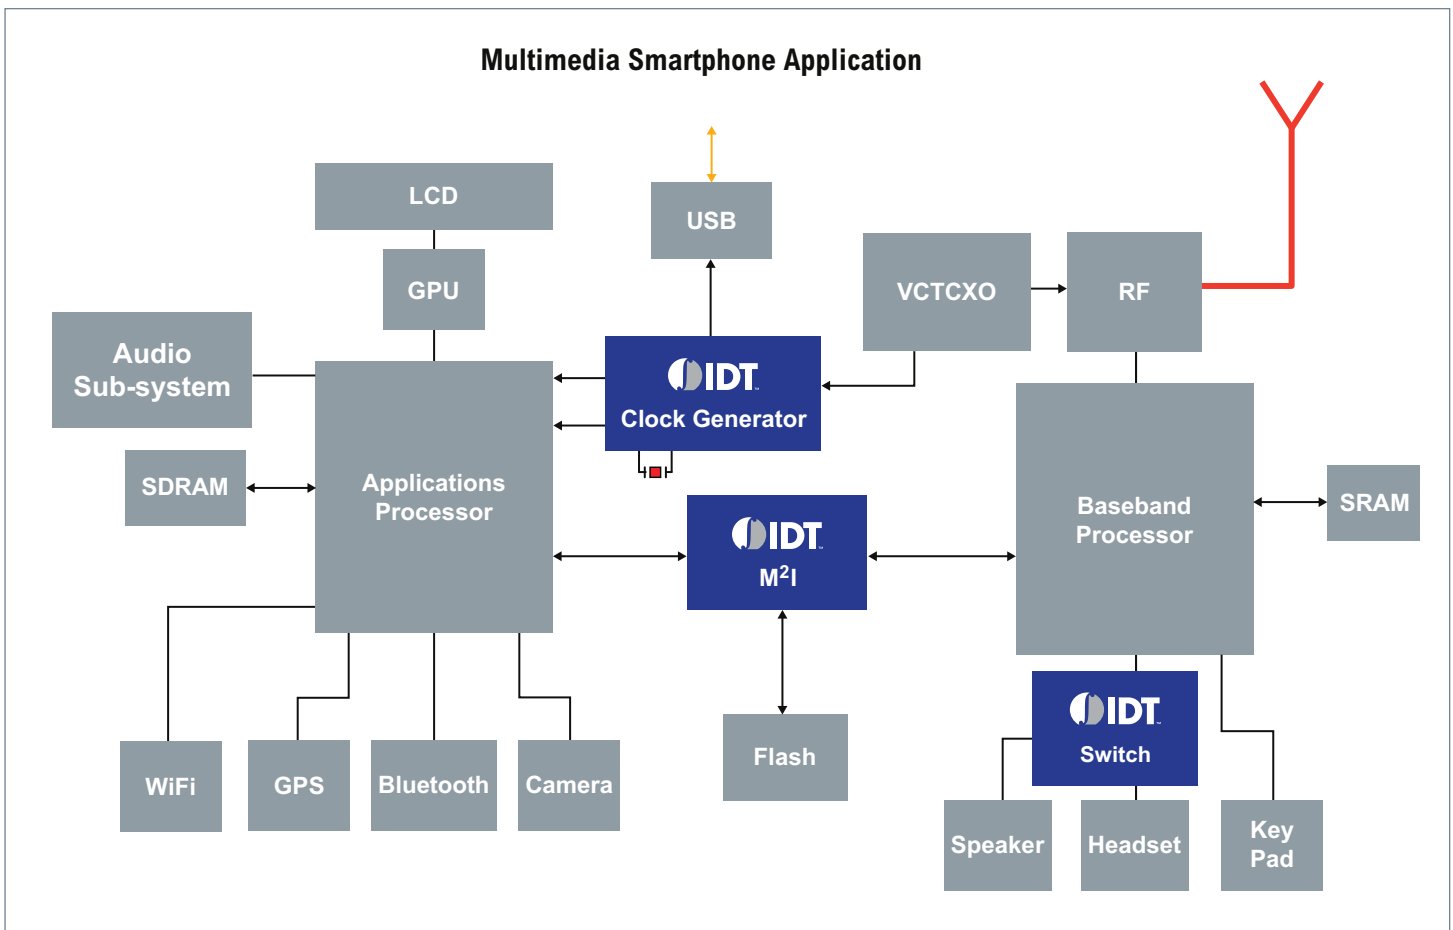 Multimedia Smartphone Application
LCD
USB
GPU
VCTCXO
RF
Audio
Sub-system
IDT
Clock Generator
SDRAM
Applications
Processor
IDT
M²I
Baseband
Processor
SRAM
IDT
Switch
WiFi
GPS
Bluetooth
Camera
Flash
Speaker
Headset
Key
Pad